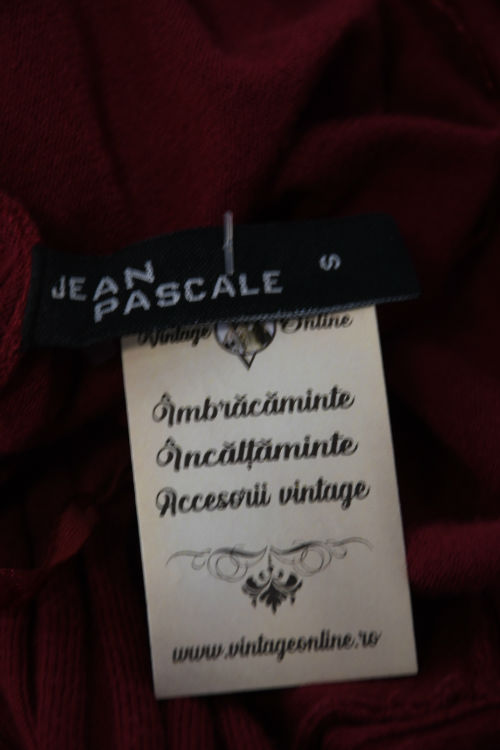 JEAN
PASCALE
S
Vintage Online
Îmbrăcăminte
Încălțăminte
Accesorii vintage
www.vintageonline.ro